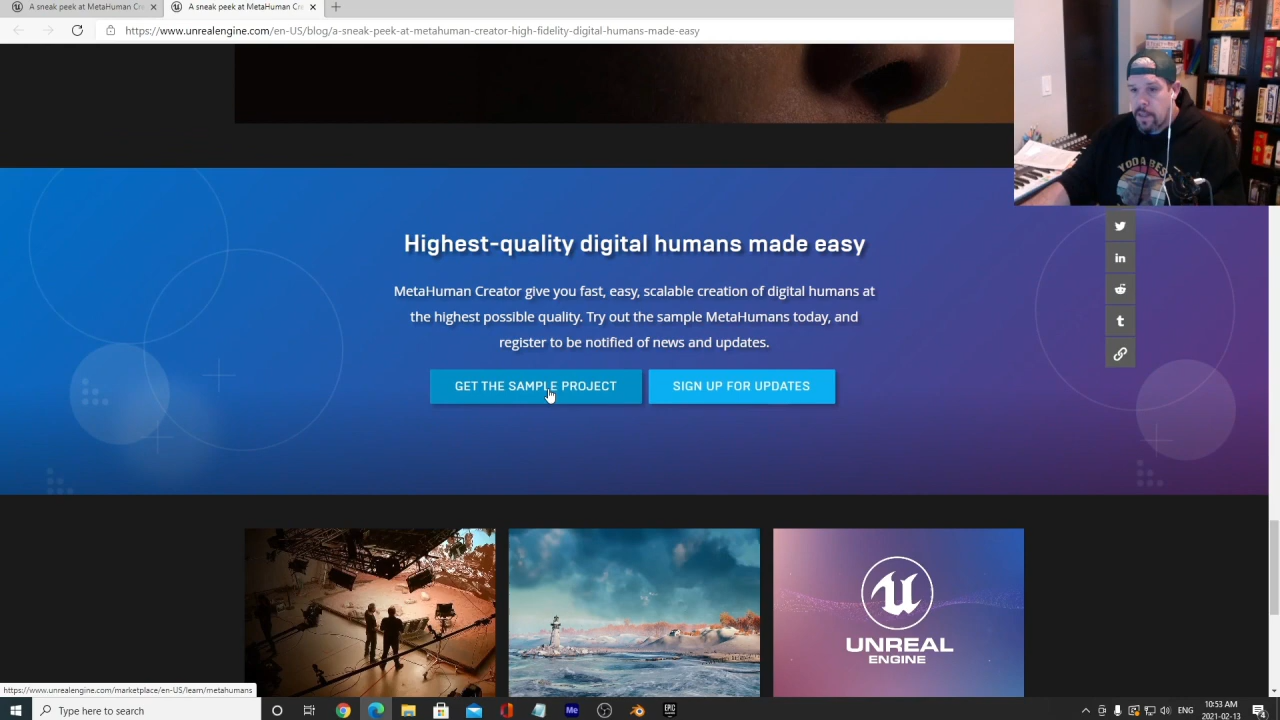 A sneak peek at MetaHuman Cr
A sneak peek at MetaHuman Cr
https://www.unrealengine.com/en-US/blog/a-sneak-peek-at-metahuman-creator-high-fidelity-digital-humans-made-easy
YODA BEST
Highest-quality digital humans made easy
MetaHuman Creator give you fast, easy, scalable creation of digital humans at
the highest possible quality. Try out the sample MetaHumans today, and
register to be notified of news and updates.
GET THE SAMPLE PROJECT
SIGN UP FOR UPDATES
UNREAL
ENGINE
https://www.unrealengine.com/marketplace/en-US/learn/metahumans
Type here to search
Me
EPIC
ENG
10:53 AM
2021-02-13
4